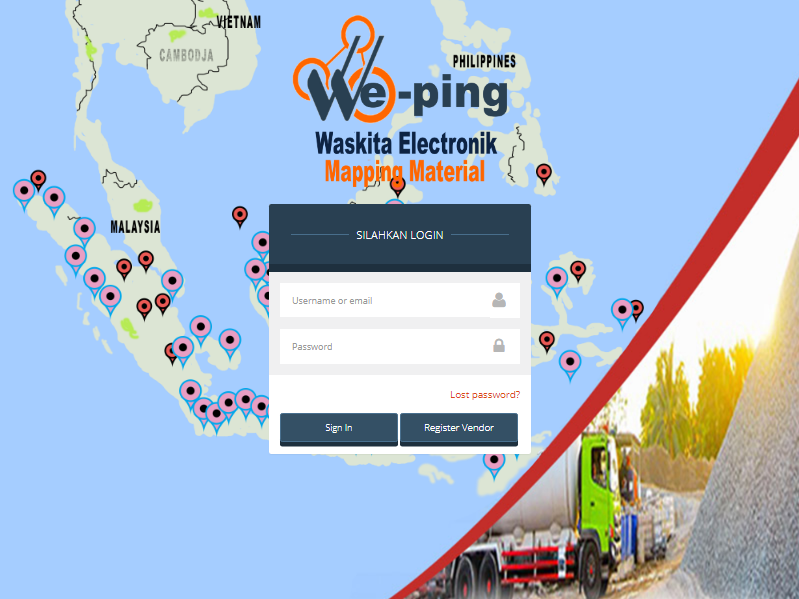 VIETNAM
CAMBODJA
PHILIPPINES
We-ping
Waskita Electronik
Mapping Material
MALAYSIA
SILAHKAN LOGIN
Username or email
Password
Lost password?
Sign In
Register Vendor